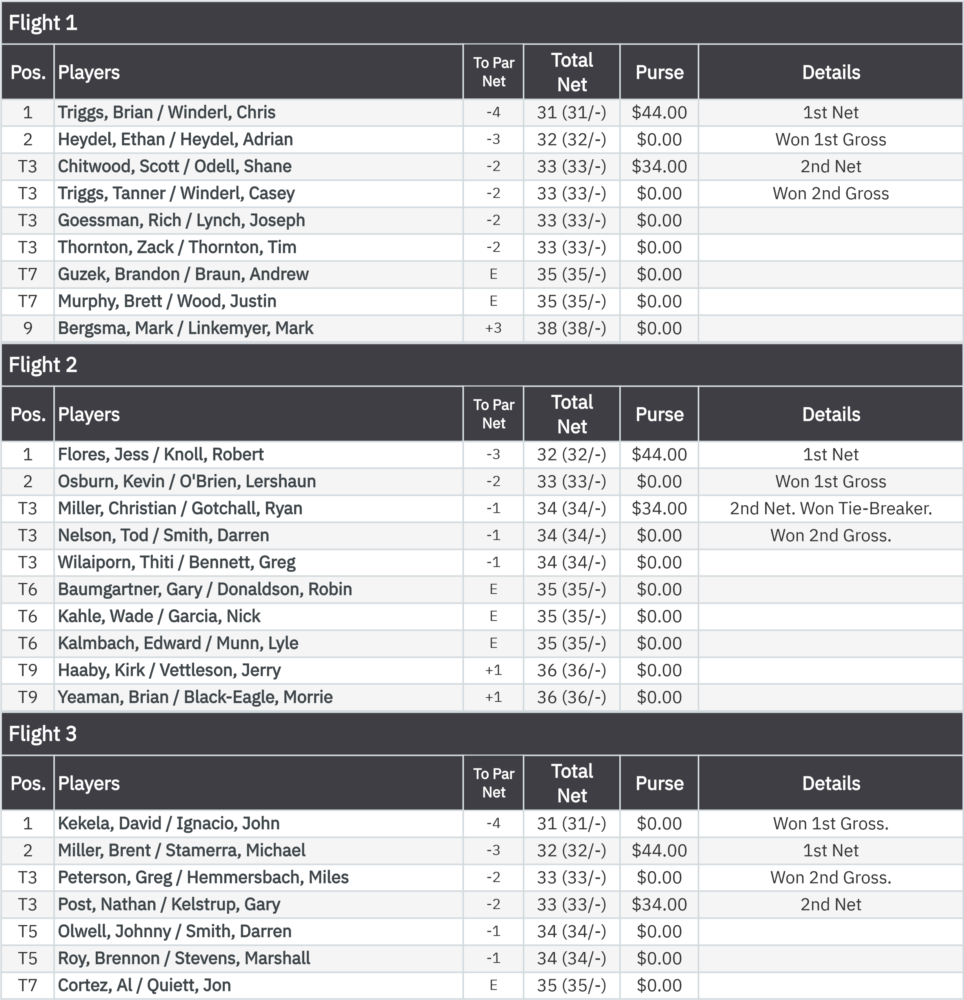 Flight 1
Pos. Players To Par Net Total Net Purse Details
1 Triggs, Brian / Winderl, Chris -4 31 (31/-) $44.00 1st Net
2 Heydel, Ethan / Heydel, Adrian -3 32 (32/-) $0.00 Won 1st Gross
T3 Chitwood, Scott / Odell, Shane -2 33 (33/-) $34.00 2nd Net
T3 Triggs, Tanner / Winderl, Casey -2 33 (33/-) $0.00 Won 2nd Gross
T3 Goessman, Rich / Lynch, Joseph -2 33 (33/-) $0.00
T3 Thornton, Zack / Thornton, Tim -2 33 (33/-) $0.00
T7 Guzek, Brandon / Braun, Andrew E 35 (35/-) $0.00
T7 Murphy, Brett / Wood, Justin E 35 (35/-) $0.00
9 Bergsma, Mark / Linkemyer, Mark +3 38 (38/-) $0.00
Flight 2
Pos. Players To Par Net Total Net Purse Details
1 Flores, Jess / Knoll, Robert -3 32 (32/-) $44.00 1st Net
2 Osburn, Kevin / O'Brien, Lershaun -2 33 (33/-) $0.00 Won 1st Gross
T3 Miller, Christian / Gotchall, Ryan -1 34 (34/-) $34.00 2nd Net. Won Tie-Breaker.
T3 Nelson, Tod / Smith, Darren -1 34 (34/-) $0.00 Won 2nd Gross.
T3 Wilaiporn, Thiti / Bennett, Greg -1 34 (34/-) $0.00
T6 Baumgartner, Gary / Donaldson, Robin E 35 (35/-) $0.00
T6 Kahle, Wade / Garcia, Nick E 35 (35/-) $0.00
T6 Kalmbach, Edward / Munn, Lyle E 35 (35/-) $0.00
T9 Haaby, Kirk / Vettleson, Jerry +1 36 (36/-) $0.00
T9 Yeaman, Brian / Black-Eagle, Morrie +1 36 (36/-) $0.00
Flight 3
Pos. Players To Par Net Total Net Purse Details
1 Kekela, David / Ignacio, John -4 31 (31/-) $0.00 Won 1st Gross.
2 Miller, Brent / Stamerra, Michael -3 32 (32/-) $44.00 1st Net
T3 Peterson, Greg / Hemmersbach, Miles -2 33 (33/-) $0.00 Won 2nd Gross.
T3 Post, Nathan / Kelstrup, Gary -2 33 (33/-) $34.00 2nd Net
T5 Olwell, Johnny / Smith, Darren -1 34 (34/-) $0.00
T5 Roy, Brennon / Stevens, Marshall -1 34 (34/-) $0.00
T7 Cortez, Al / Quiett, Jon E 35 (35/-) $0.00